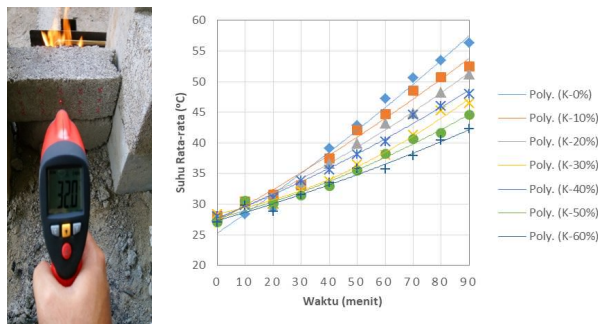 32.0
60
55
50
45
40
35
30
25
20
Suhu Rata-rata (°C)
0 10 20 30 40 50 60 70 80 90
Waktu (menit)
Poly. (K-0%)
Poly. (K-10%)
Poly. (K-20%)
Poly. (K-30%)
Poly. (K-40%)
Poly. (K-50%)
Poly. (K-60%)